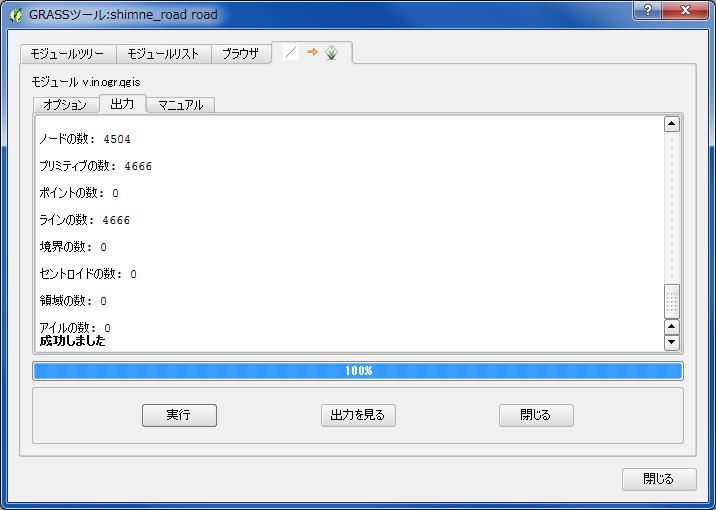 GRASSツール:shimne_road road
モジュールツリー モジュールリスト ブラウザ
モジュール v.in.ogr.qgis
オプション 出力 マニュアル
ノードの数: 4504
プリミティブの数: 4666
ポイントの数: 0
ラインの数: 4666
境界の数: 0
セントロイドの数: 0
領域の数: 0
アイルの数: 0
成功しました
100%
実行 出力を見る 閉じる
閉じる